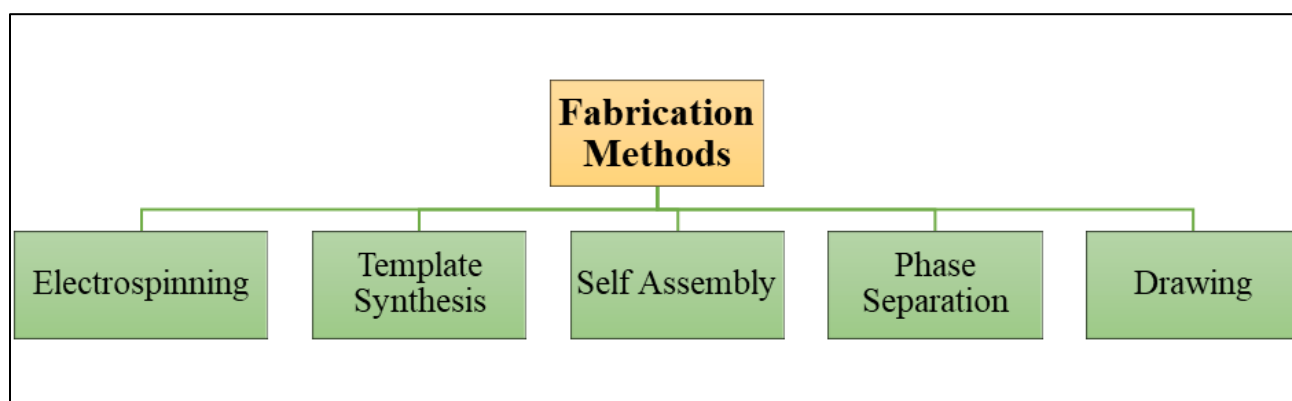 Fabrication
Methods
Electrospinning
Template
Synthesis
Self Assembly
Phase
Separation
Drawing